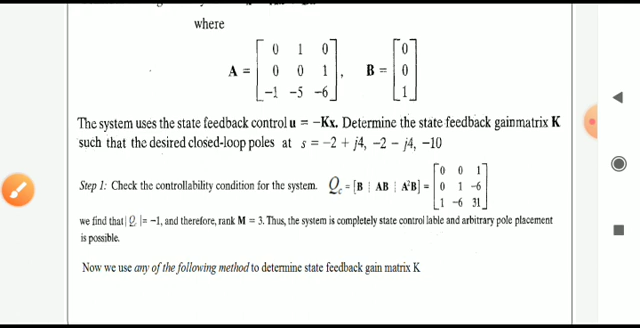 where
A = [ 0 1 0
0 0 1
-1 -5 -6 ], B = [ 0
0
1 ]
The system uses the state feedback control u = -Kx. Determine the state feedback gainmatrix K
such that the desired closed-loop poles at s = -2 + j4, -2 - j4, -10
Step 1: Check the controllability condition for the system. Qc = [B | AB | A²B] = [ 0 0 1
0 1 -6
1 -6 31 ]
we find that | Q | = -1, and therefore, rank M = 3. Thus, the system is completely state control lable and arbitrary pole placement
is possible.
Now we use any of the following method to determine state feedback gain matrix K